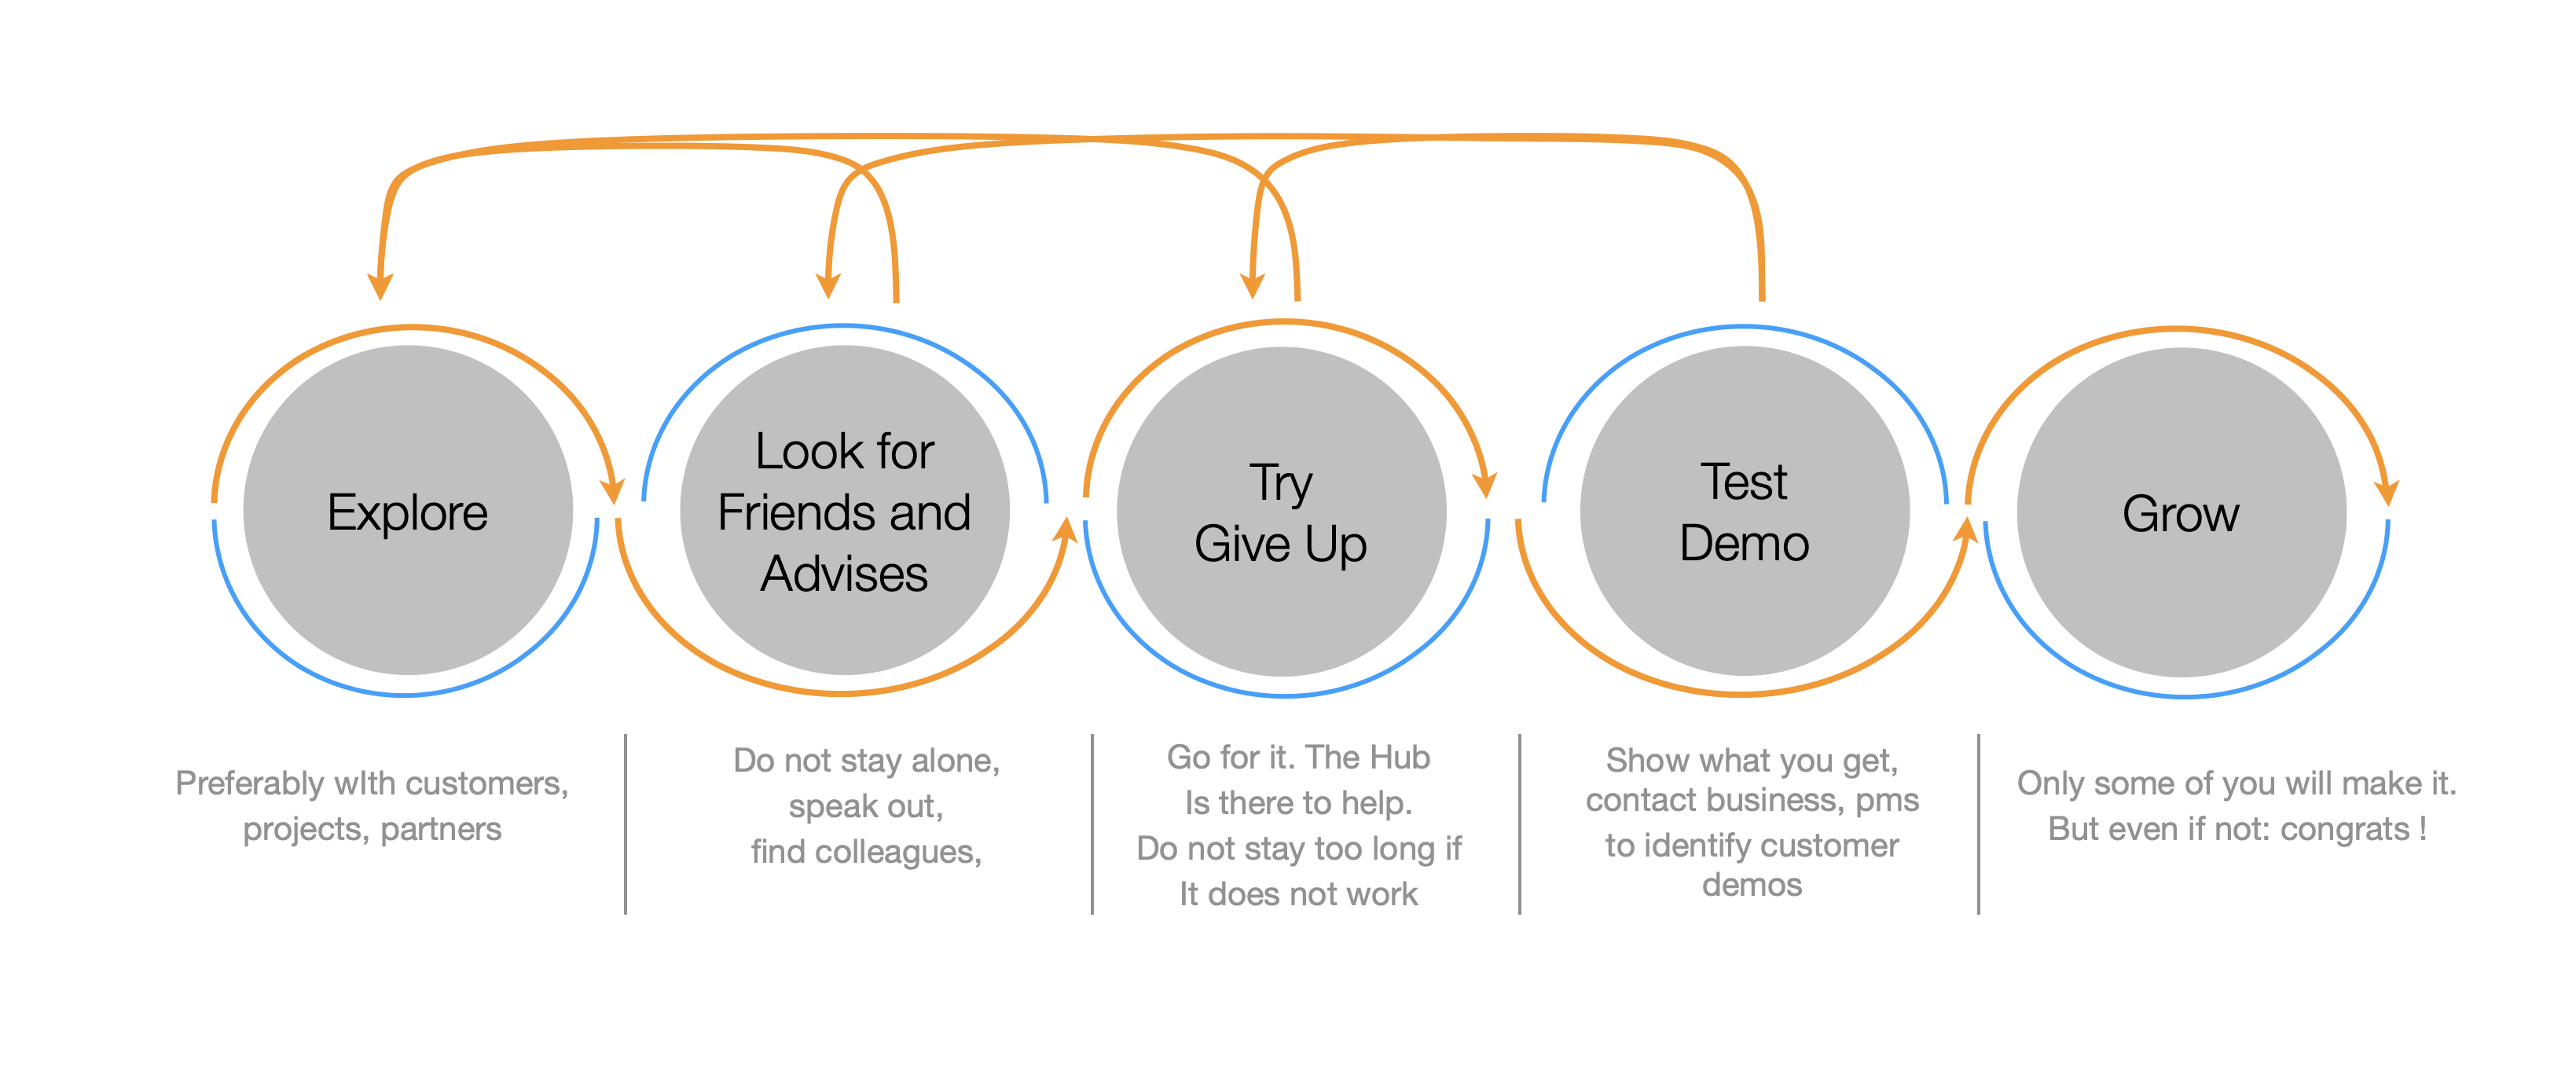 Explore
Look for
Friends and
Advises
Try
Give Up
Test
Demo
Grow
Preferably wIth customers,
projects, partners
Do not stay alone,
speak out,
find colleagues,
Go for it. The Hub
Is there to help.
Do not stay too long if
It does not work
Show what you get,
contact business, pms
to identify customer
demos
Only some of you will make it.
But even if not: congrats !